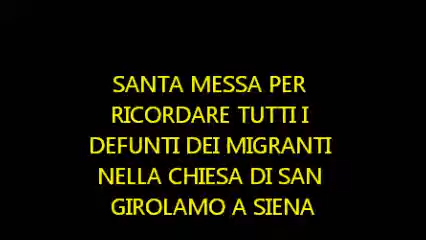 SANTA MESSA PER
RICORDARE TUTTI I
DEFUNTI DEI MIGRANTI
NELLA CHIESA DI SAN
GIROLAMO A SIENA